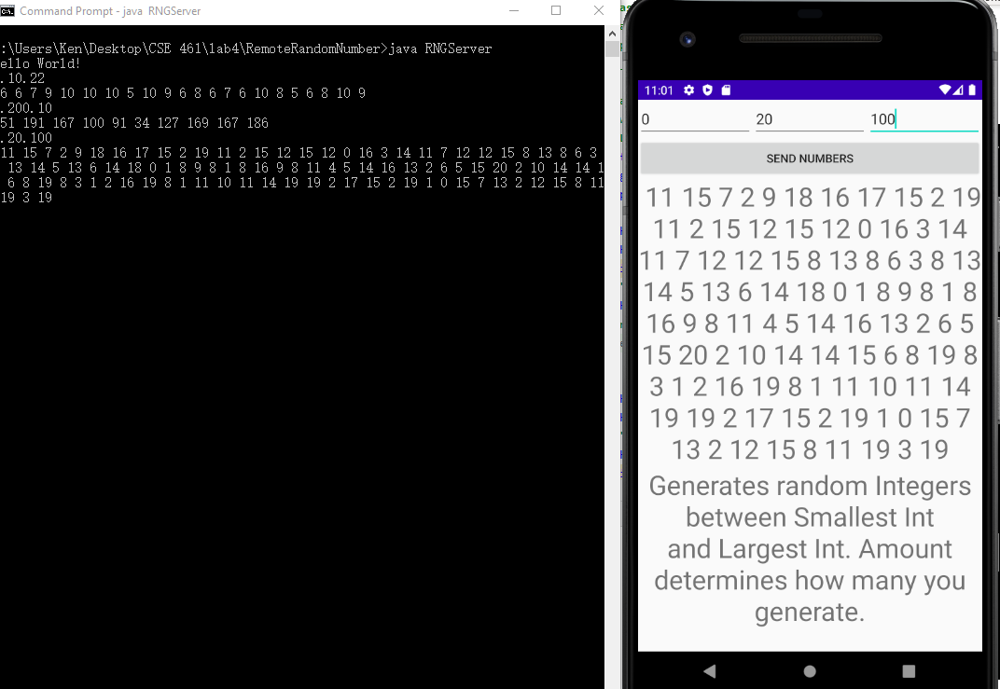 Command Prompt - java  RNGServer
:\Users\Ken\Desktop\CSE 461\lab4\RemoteRandomNumber>java RNGServer
ello World!
.10.22
6 6 7 9 10 10 10 5 10 9 6 8 6 7 6 10 8 5 6 8 10 9
.200.10
51 191 167 100 91 34 127 169 167 186
.20.100
11 15 7 2 9 18 16 17 15 2 19 11 2 15 12 15 12 0 16 3 14 11 7 12 12 15 8 13 8 6 3
13 14 5 13 6 14 18 0 1 8 9 8 1 8 16 9 8 11 4 5 14 16 13 2 6 5 15 20 2 10 14 14 1
6 8 19 8 3 1 2 16 19 8 1 11 10 11 14 19 19 2 17 15 2 19 1 0 15 7 13 2 12 15 8 11
19 3 19
11:01
0 20 100
SEND NUMBERS
11 15 7 2 9 18 16 17 15 2 19
11 2 15 12 15 12 0 16 3 14
11 7 12 12 15 8 13 8 6 3 8 13
14 5 13 6 14 18 0 1 8 9 8 1 8
16 9 8 11 4 5 14 16 13 2 6 5
15 20 2 10 14 14 15 6 8 19 8
3 1 2 16 19 8 1 11 10 11 14
19 19 2 17 15 2 19 1 0 15 7
13 2 12 15 8 11 19 3 19
Generates random Integers
between Smallest Int
and Largest Int. Amount
determines how many you
generate.